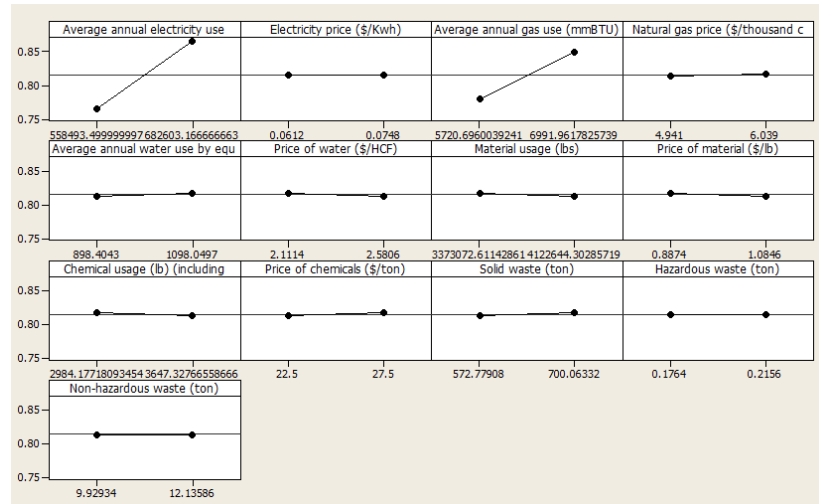 Average annual electricity use Electricity price ($/Kwh) Average annual gas use (mmBTU) Natural gas price ($/thousand c
0.85
0.80
0.75
558493.499999997 682603.166666663 0.0612 0.0748 5720.6960039241 6991.9617825739 4.941 6.039
Average annual water use by equ Price of water ($/HCF) Material usage (lbs) Price of material ($/lb)
0.85
0.80
0.75
898.4043 1098.0497 2.1114 2.5806 3373072.61142861 4122644.30285719 0.8874 1.0846
Chemical usage (lb) (including Price of chemicals ($/ton) Solid waste (ton) Hazardous waste (ton)
0.85
0.80
0.75
2984.17718093454 3647.32766558666 22.5 27.5 572.77908 700.06332 0.1764 0.2156
Non-hazardous waste (ton)
0.85
0.80
0.75
9.92934 12.13586